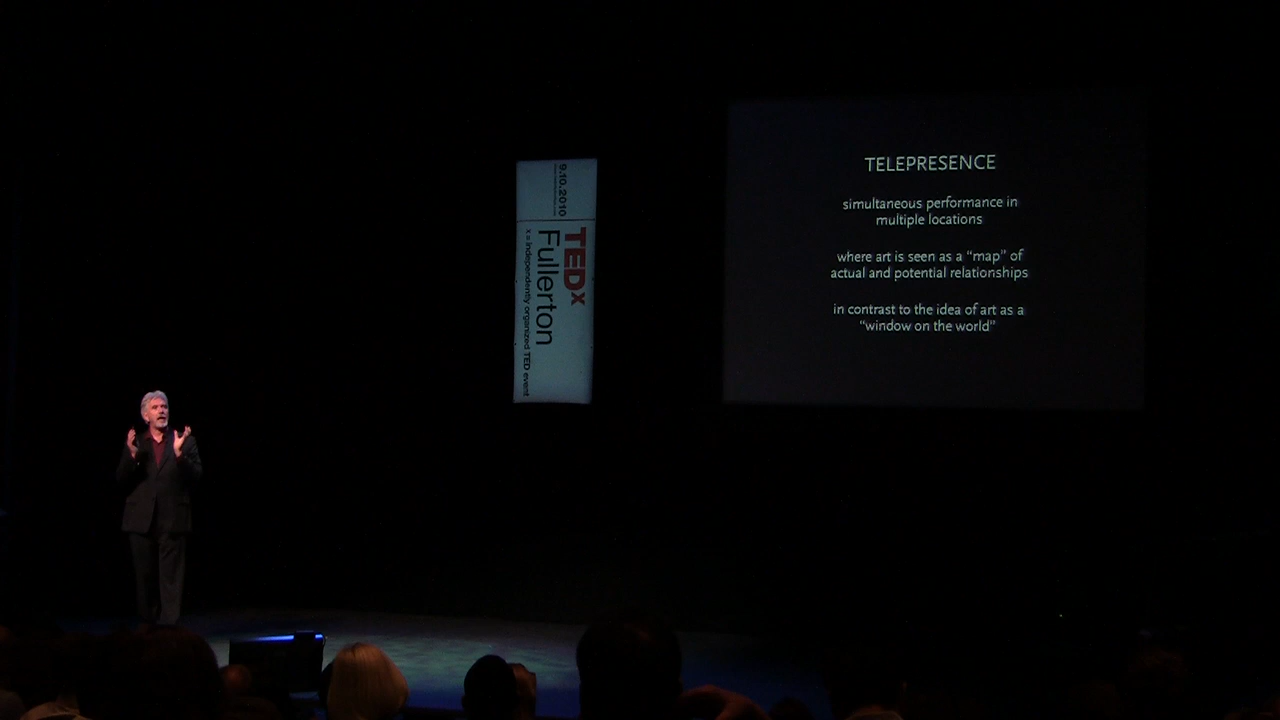 9.10.2010
TEDx
Fullerton
x = independently organized TED event
TELEPRESENCE
simultaneous performance in
multiple locations
where art is seen as a “map” of
actual and potential relationships
in contrast to the idea of art as a
“window on the world”